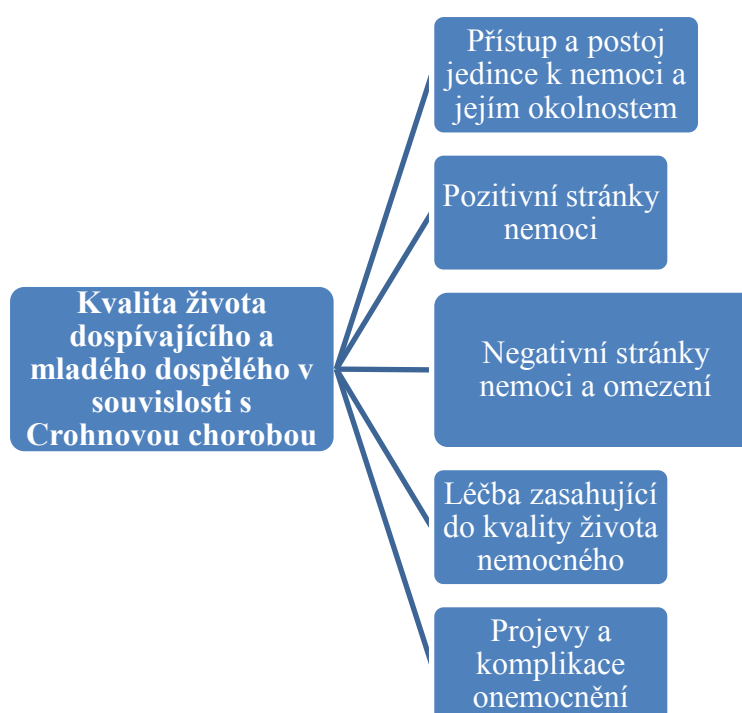 Přístup a postoj
jedince k nemoci a
jejím okolnostem
Pozitivní stránky
nemoci
Kvalita života
dospívajícího a
mladého dospělého v
souvislosti s
Crohnovou chorobou
Negativní stránky
nemoci a omezení
Léčba zasahující
do kvality života
nemocného
Projevy a
komplikace
onemocnění